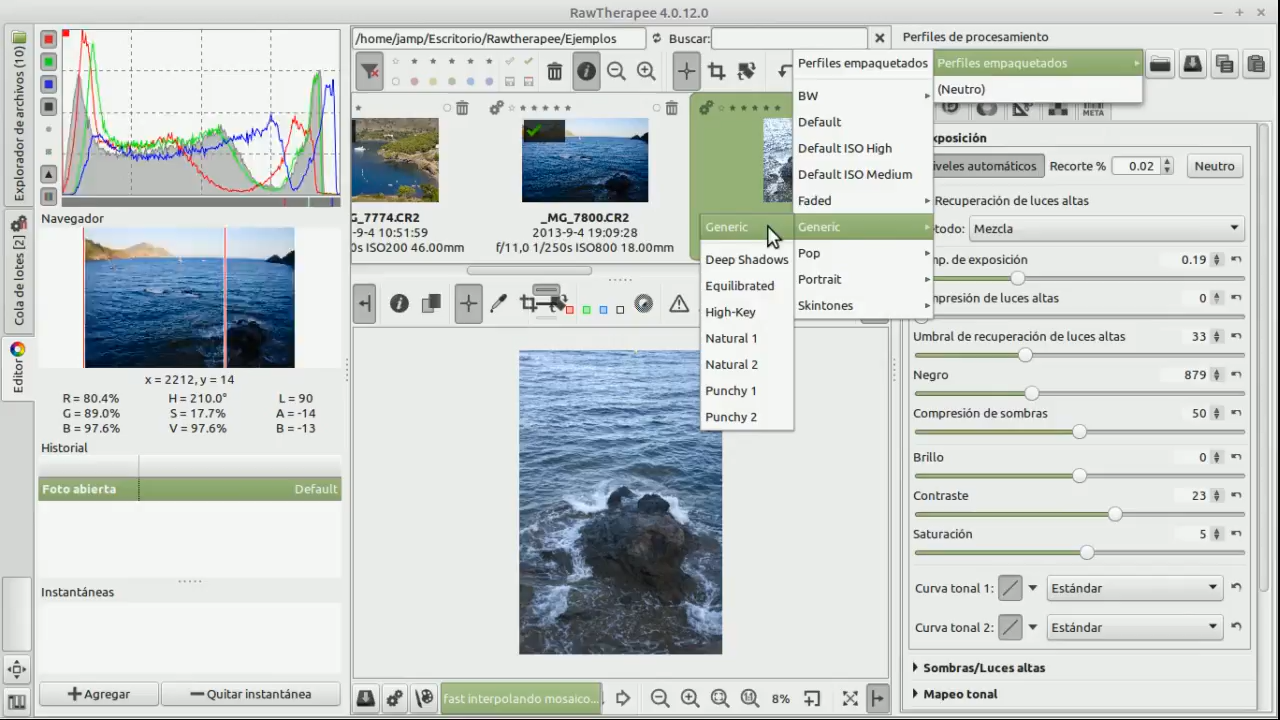 RawTherapee 4.0.12.0
/home/jamp/Escritorio/Rawtherapee/Ejemplos
Buscar:
Perfiles de procesamiento
Perfiles empaquetados
(Neutro)
Explorador de archivos (10)
Cola de lotes [2]
Editor
Navegador
x = 2212, y = 14
R = 80.4% H = 210.0° L = 90
G = 89.0% S = 17.7% A = -14
B = 97.6% V = 97.6% B = -13
Historial
Foto abierta Default
Instantáneas
Agregar
Quitar instantánea
G_7774.CR2
-9-4 10:51:59
0s ISO200 46.00mm
_MG_7800.CR2
2013-9-4 19:09:28
f/11,0 1/250s ISO800 18.00mm
Perfiles empaquetados
BW
Default
Default ISO High
Default ISO Medium
Faded
Generic
Pop
Portrait
Skintones
Generic
Deep Shadows
Equilibrated
High-Key
Natural 1
Natural 2
Punchy 1
Punchy 2
META
xposición
iveles automáticos Recorte % 0.02 Neutro
Recuperación de luces altas
todo: Mezcla
mp. de exposición 0.19
mpresión de luces altas 0
Umbral de recuperación de luces altas 33
Negro 879
Compresión de sombras 50
Brillo 0
Contraste 23
Saturación 5
Curva tonal 1: Estándar
Curva tonal 2: Estándar
Sombras/Luces altas
Mapeo tonal
fast interpolando mosaico...
8%